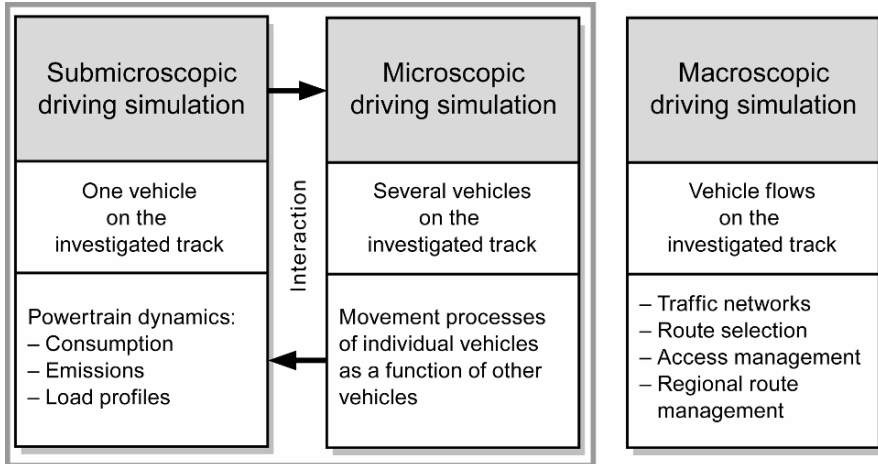 Submicroscopic
driving simulation
One vehicle
on the
investigated track
Powertrain dynamics:
– Consumption
– Emissions
– Load profiles
Interaction
Microscopic
driving simulation
Several vehicles
on the
investigated track
Movement processes
of individual vehicles
as a function of other
vehicles
Macroscopic
driving simulation
Vehicle flows
on the
investigated track
– Traffic networks
– Route selection
– Access management
– Regional route
management